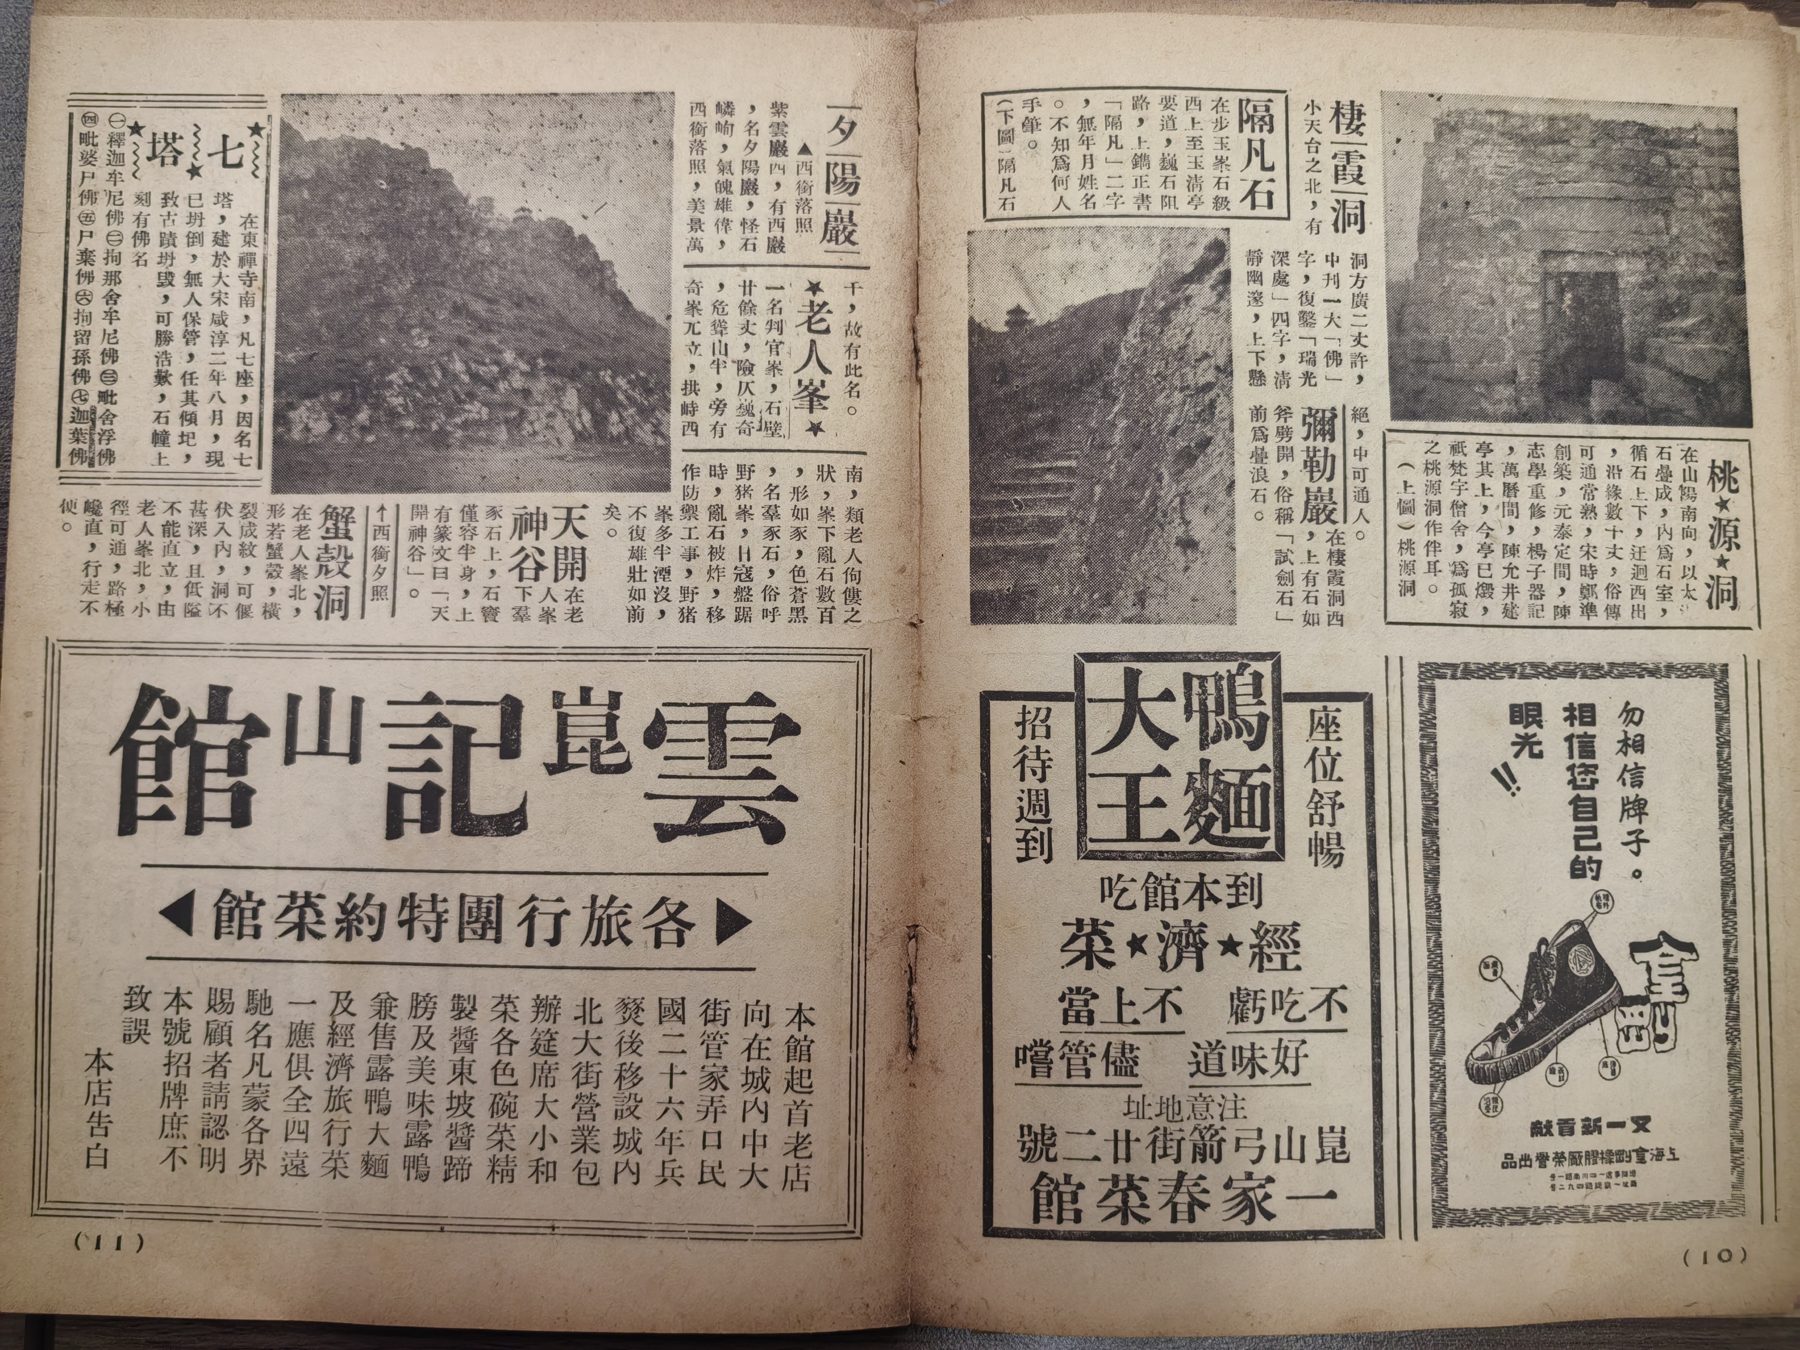 桃★源★洞
在山陽南向，以太
石疊成，內爲石室，
循石上下，迂迴西出
，沿緣數十丈，俗傳
可通常熟，宋時鄭準
創築，元泰定間，陳
志學重修，楊子器記
，萬曆間，陳允升建
亭其上，今亭已燬，
祇梵字僧舍，爲孤寂
之桃源洞作伴耳。
（上圖）桃源洞
棲霞洞
小天台之北，有
洞方廣二丈許，
中刊一大「佛」
字，復鑿「瑞光
深處」四字，清
靜幽邃，上下懸
絕，中可通人。
彌勒巖
在棲霞洞西
，上有石如
斧劈開，俗稱
「試劍石」
前爲疊浪石。
隔凡石
在步玉峯石級
西上至玉清亭
要道，巍石阻
路，上鐫正書
「隔凡」二字
，無年月姓名
。不知爲何人
手筆。
（下圖）隔凡石
勿相信牌子。
相信您自己的
眼光!!
又一新貢獻
上海 橡膠厰榮譽出品
鴨麵
大王
座位舒暢
招待週到
到本館吃
經★濟★菜
不吃虧　不上當
好味道　儘管嚐
注意地址
崑山弓箭街廿二號
一家春菜館
(10)
夕陽巖
▲西銜落照
紫雲巖西，有西巖
，名夕陽巖，怪石
嶙峋，氣魄雄偉，
西銜落照，美景萬
千，故有此名。
★老人峯★
一名判官峯，石壁
廿餘丈，險仄巍奇
，危聳山半，旁有
奇峯兀立，拱峙西
南，類老人佝僂之
狀，峯下亂石數百
，形如豕，色蒼黑
，名羣豕石，俗呼
野猪峯，日寇盤踞
時，亂石被炸，移
作防禦工事，野猪
峯多半湮沒，
不復雄壯如前
矣。
天開神谷
在老
人峯
下羣
豕石上，石竇
僅容半身，上
有篆文曰「天
開神谷」。
↑西銜夕照
蟹殼洞
在老人峯北，
形若蟹殼，橫
裂成紋，可偃
伏入內，洞不
甚深，且低隘
不能直立，由
老人峯北，小
徑可通，路極
巉直，行走不
便。
★七★塔★
在東禪寺南，凡七座，因名七
塔，建於大宋咸淳二年八月，現
已坍倒，無人保管，任其傾圮，
致古蹟坍毀，可勝浩歎，石幢上
刻有佛名
㊀釋迦牟尼佛㊁拘那舍牟尼佛㊂毗舍浮佛
㊃毗婆尸佛㊄尸棄佛㊅拘留孫佛㊆迦葉佛
崑山
雲記館
▶各旅行團特約菜館◀
本館起首老店
向在城內中大
街管家弄口民
國二十六年兵
燹後移設城內
北大街營業包
辦筵席大小和
菜各色碗菜精
製醬東坡醬蹄
膀及美味露鴨
兼售露鴨大麵
及經濟旅行菜
一應俱全四遠
馳名凡蒙各界
賜顧者請認明
本號招牌庶不
致誤
本店告白
(11)